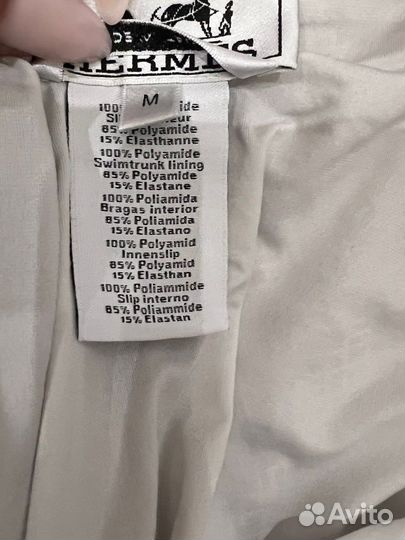 HERMES
M
100% ide
85% Polyamide
15% Elasthanne
100% Polyamide
Swimtrunk lining
85% Polyamide
15% Elastane
100% Poliamida
Bragas interior
85% Poliamida
15% Elastano
100% Polyamid
Innenslip
85% Polyamid
15% Elasthan
100% Poliammide
Slip interno
85% Poliammide
15% Elastan
Avito